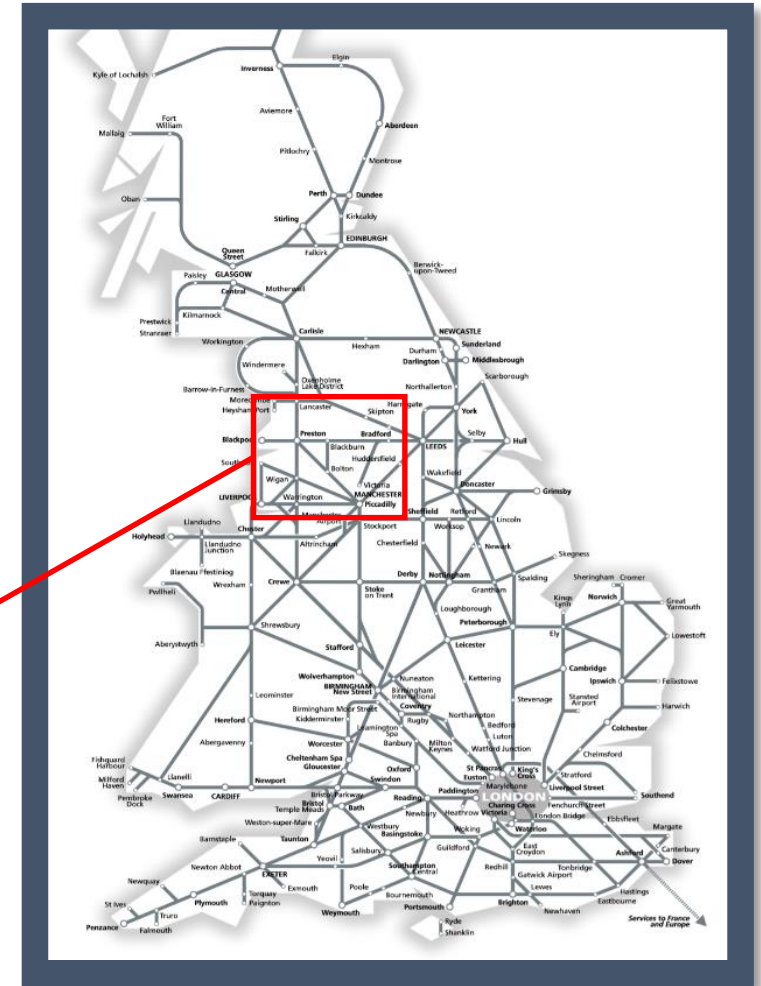 Elgin
Kyle of Lochalsh
Inverness
Aviemore
Fort
William
Mallaig
Aberdeen
Pitlochry
Montrose
Oban
Perth
Dundee
Stirling
Kirkcaldy
EDINBURGH
Queen
Street
Falkirk
GLASGOW
Central
Paisley
Motherwell
Berwick-
upon-Tweed
Prestwick
Kilmarnock
Stranraer
Carlisle
NEWCASTLE
Workington
Hexham
Durham
Sunderland
Darlington
Middlesbrough
Windermere
Oxenholme
Lake District
Northallerton
Scarborough
Barrow-in-Furness
Lancaster
Skipton
York
Preston
Bradford
Blackburn
LEEDS
Selby
Hull
Huddersfield
Bolton
Wakefield
Wigan
Victoria
MANCHESTER
Piccadilly
Doncaster
Grimsby
Warrington
Airport
Stockport
Sheffield
Retford
Worksop
Lincoln
Llandudno
Chester
Holyhead
Llandudno
Junction
Altrincham
Chesterfield
Newark
Skegness
Blaenau Ffestiniog
Wrexham
Crewe
Stoke
on Trent
Derby
Nottingham
Grantham
Spalding
Sheringham
Cromer
Pwllheli
Kings
Lynn
Norwich
Great
Yarmouth
Loughborough
Peterborough
Ely
Lowestoft
Aberystwyth
Shrewsbury
Stafford
Leicester
Wolverhampton
BIRMINGHAM
New Street
Nuneaton
Birmingham
International
Kettering
Cambridge
Ipswich
Felixstowe
Leominster
Birmingham Moor Street
Kidderminster
Coventry
Rugby
Northampton
Stevenage
Stansted
Airport
Harwich
Hereford
Leamington
Spa
Bedford
Colchester
Abergavenny
Worcester
Banbury
Milton
Keynes
Luton
Watford Junction
Cheltenham Spa
Gloucester
Oxford
St Pancras
King's
Cross
Chelmsford
Fishguard
Harbour
Euston
Stratford
Milford
Haven
Llanelli
Newport
Swindon
Paddington
Marylebone
Liverpool Street
Pembroke
Dock
Swansea
CARDIFF
Bristol Parkway
Reading
LONDON
Southend
Bristol
Temple Meads
Bath
Newbury
Heathrow
Victoria
Charing Cross
Fenchurch Street
London Bridge
Ebbsfleet
Weston-super-Mare
Westbury
Basingstoke
Woking
Waterloo
Margate
Barnstaple
Taunton
Salisbury
Guildford
East
Croydon
Canterbury
Yeovil
Southampton
Central
Redhill
Gatwick Airport
Tonbridge
Ashford
Dover
Newton Abbot
EXETER
Newquay
Exmouth
Poole
Bournemouth
Lewes
Hastings
Eastbourne
St Ives
Plymouth
Torquay
Paignton
Weymouth
Portsmouth
Brighton
Newhaven
Truro
Penzance
Falmouth
Ryde
Shanklin
Services to France
and Europe